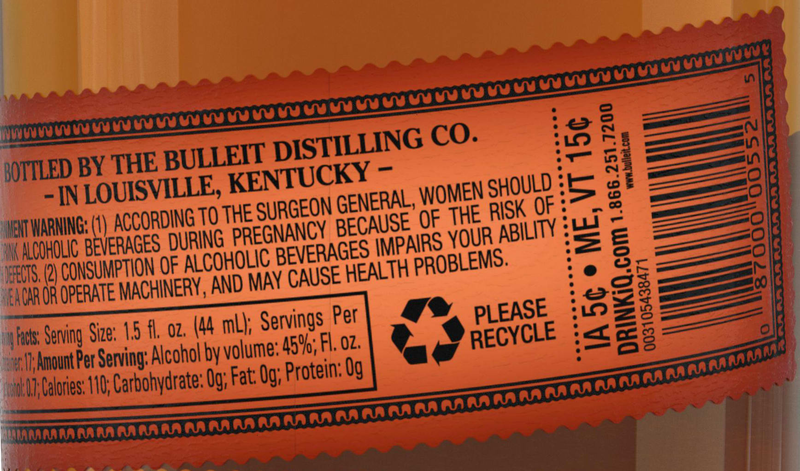 BOTTLED BY THE BULLEIT DISTILLING CO.
- IN LOUISVILLE, KENTUCKY -
WARNING: (1) ACCORDING TO THE SURGEON GENERAL, WOMEN SHOULD
ALCOHOLIC BEVERAGES DURING PREGNANCY BECAUSE OF THE RISK OF
DEFECTS. (2) CONSUMPTION OF ALCOHOLIC BEVERAGES IMPAIRS YOUR ABILITY
A CAR OR OPERATE MACHINERY, AND MAY CAUSE HEALTH PROBLEMS.
Facts: Serving Size: 1.5 fl. oz. (44 mL); Servings Per
17; Amount Per Serving: Alcohol by volume: 45%; Fl. oz.
0.7; Calories: 110; Carbohydrate: 0g; Fat: 0g; Protein: 0g
PLEASE
RECYCLE
IA 5¢ • ME, VT 15¢
DRINKiQ.com 1.866.251.7200
www.bulleit.com
003105438471
0 87000 00552 5